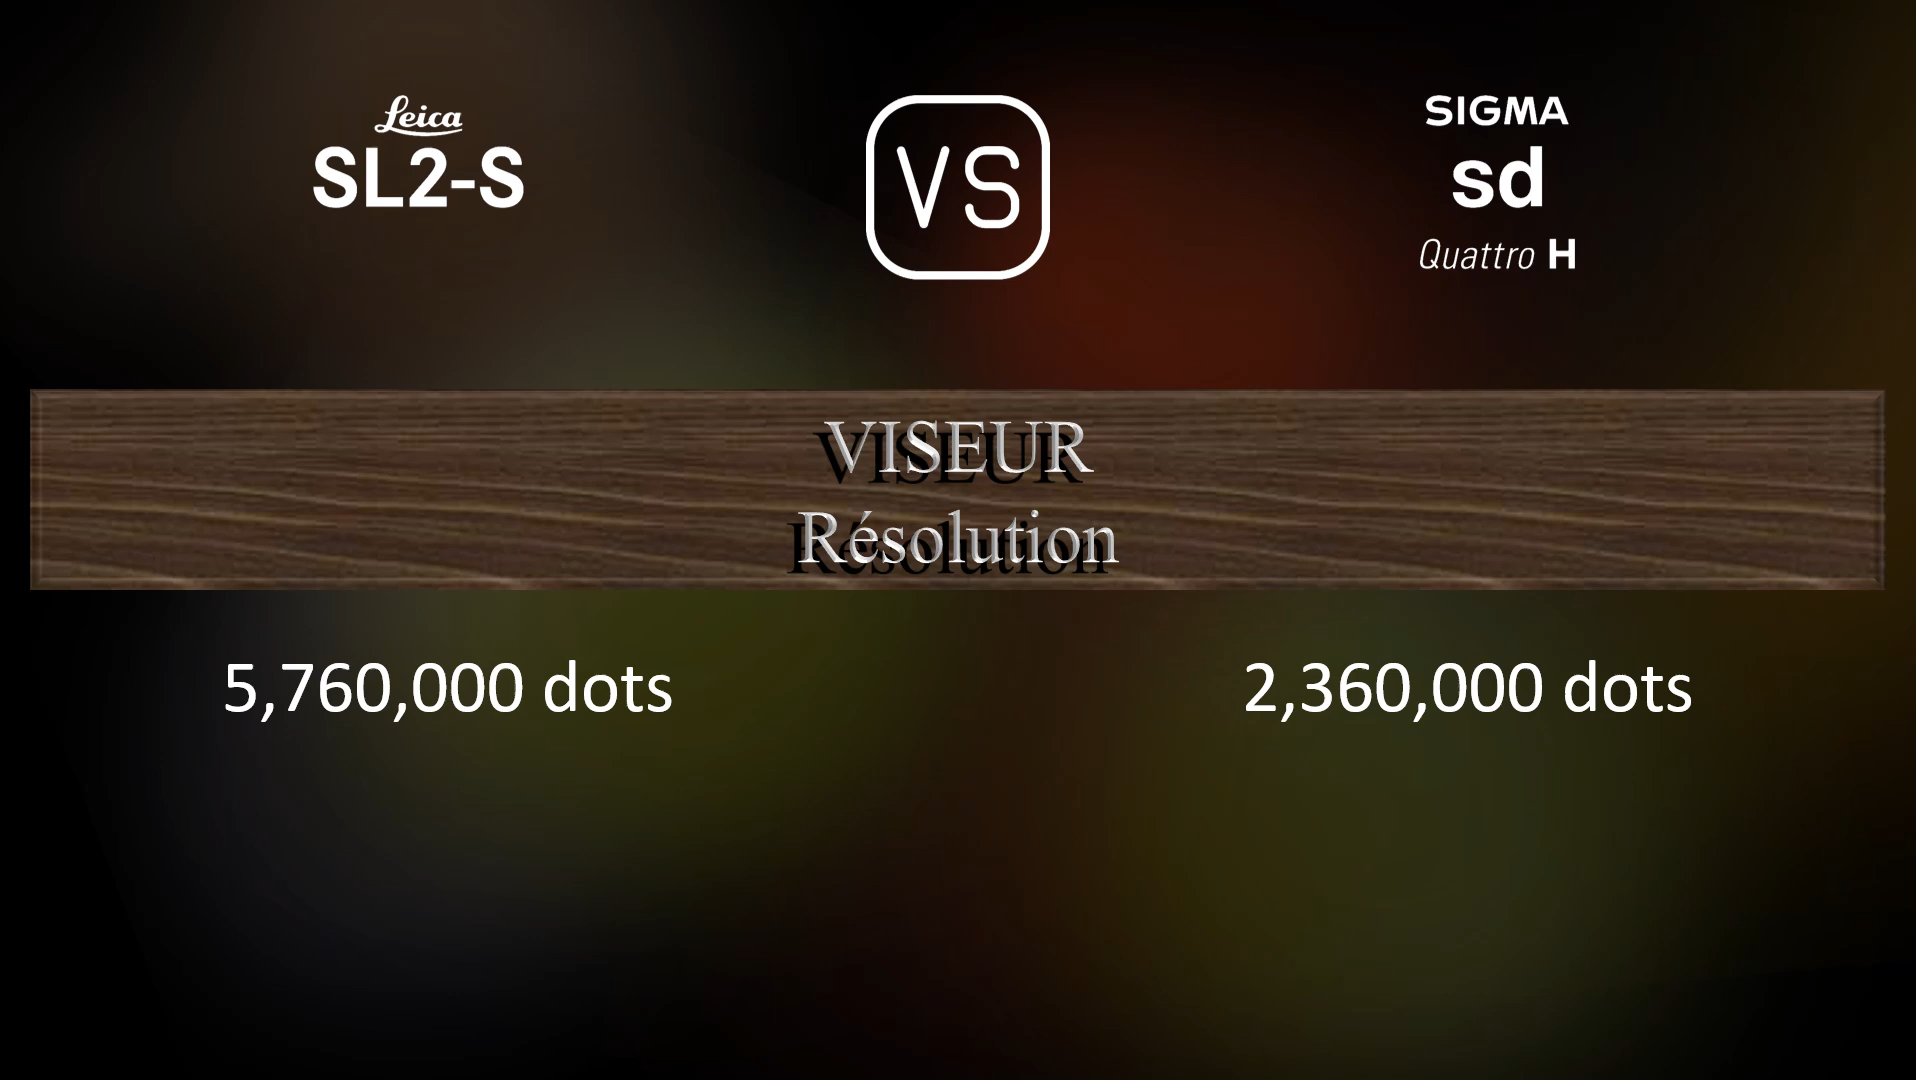 Leica
SL2-S
VS
SIGMA
sd
Quattro H
VISEUR
Résolution
5,760,000 dots
2,360,000 dots